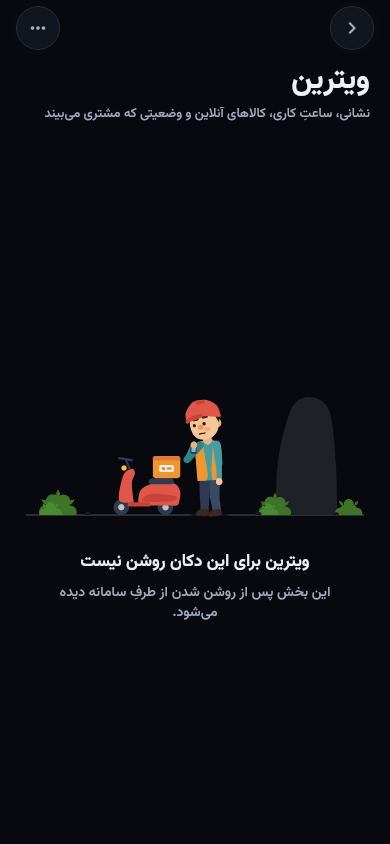 ویترین
نشانی، ساعتِ کاری، کالاهای آنلاین و وضعیتی که مشتری می‌بیند
ویترین برای این دکان روشن نیست
این بخش پس از روشن شدن از طرفِ سامانه دیده
می‌شود.